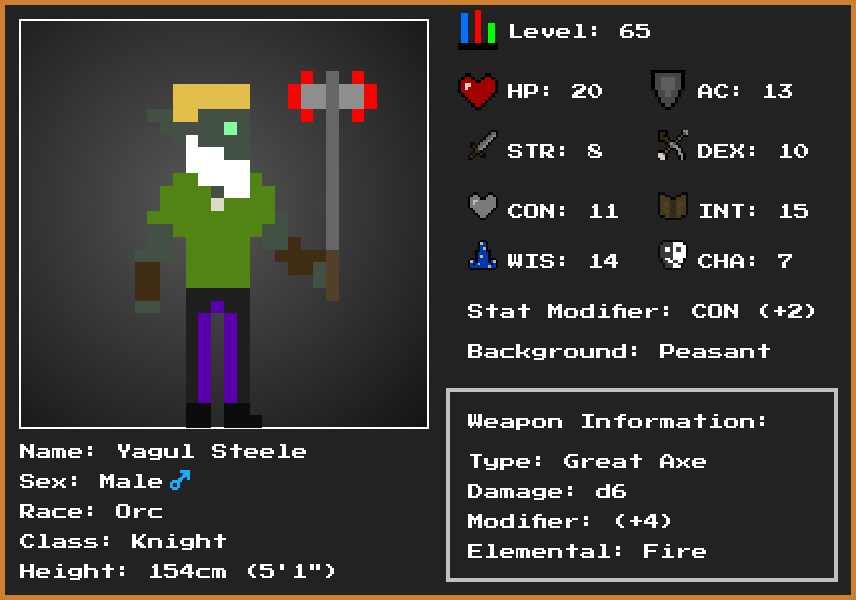 Level: 65
HP: 20
AC: 13
STR: 8
DEX: 10
CON: 11
INT: 15
WIS: 14
CHA: 7
Stat Modifier: CON (+2)
Background: Peasant
Weapon Information:
Type: Great Axe
Damage: d6
Modifier: (+4)
Elemental: Fire
Name: Yagul Steele
Sex: Male♂
Race: Orc
Class: Knight
Height: 154cm (5'1")